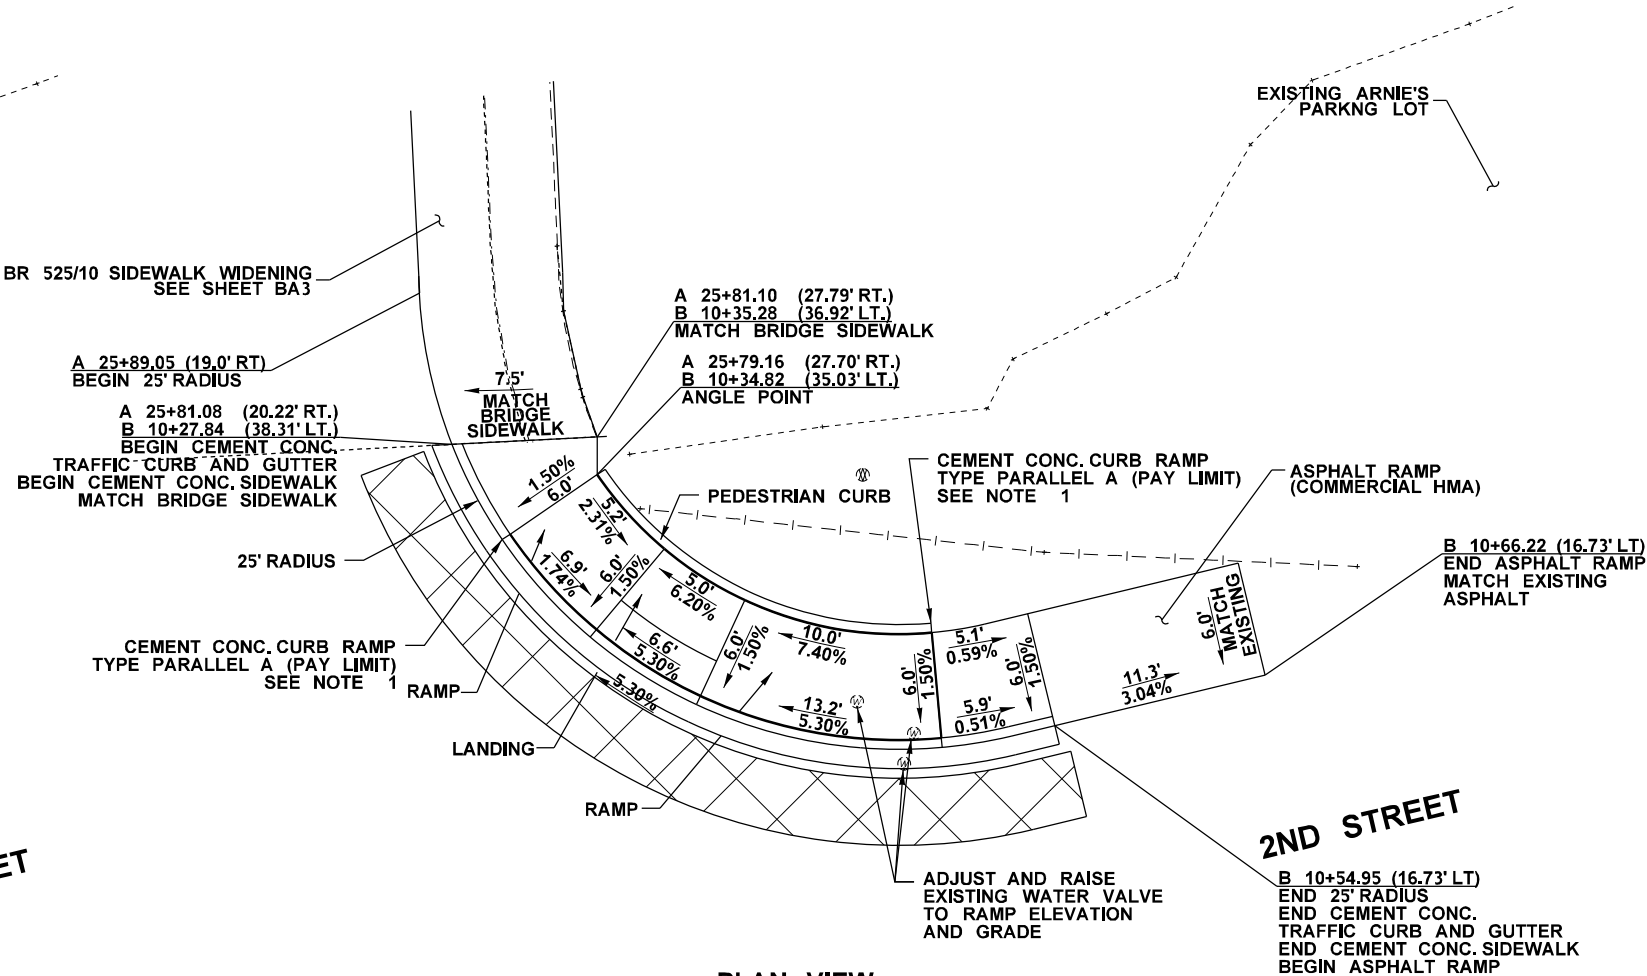 EXISTING ARNIE'S
PARKNG LOT
BR 525/10 SIDEWALK WIDENING
SEE SHEET BA3
A 25+81.10 (27.79' RT.)
B 10+35.28 (36.92' LT.)
MATCH BRIDGE SIDEWALK
A 25+89.05 (19.0' RT)
BEGIN 25' RADIUS
A 25+79.16 (27.70' RT.)
B 10+34.82 (35.03' LT.)
ANGLE POINT
7.5'
MATCH
BRIDGE
SIDEWALK
A 25+81.08 (20.22' RT.)
B 10+27.84 (38.31' LT.)
BEGIN CEMENT CONC.
TRAFFIC CURB AND GUTTER
BEGIN CEMENT CONC. SIDEWALK
MATCH BRIDGE SIDEWALK
1.50%
6.0'
PEDESTRIAN CURB
W
CEMENT CONC. CURB RAMP
TYPE PARALLEL A (PAY LIMIT)
SEE NOTE 1
ASPHALT RAMP
(COMMERCIAL HMA)
5.2'
2.31%
25' RADIUS
6.9'
1.74%
6.0'
1.50%
5.0'
6.20%
B 10+66.22 (16.73' LT)
END ASPHALT RAMP
MATCH EXISTING
ASPHALT
6.0'
MATCH
EXISTING
CEMENT CONC. CURB RAMP
TYPE PARALLEL A (PAY LIMIT)
SEE NOTE 1
6.6'
5.30%
6.0'
1.50%
10.0'
7.40%
5.1'
0.59%
6.0'
1.50%
6.0'
1.50%
11.3'
3.04%
RAMP
5.30%
13.2'
5.30%
W
5.9'
0.51%
W
LANDING
W
RAMP
2ND STREET
ET
ADJUST AND RAISE
EXISTING WATER VALVE
TO RAMP ELEVATION
AND GRADE
B 10+54.95 (16.73' LT)
END 25' RADIUS
END CEMENT CONC.
TRAFFIC CURB AND GUTTER
END CEMENT CONC. SIDEWALK
BEGIN ASPHALT RAMP
PLAN VIEW